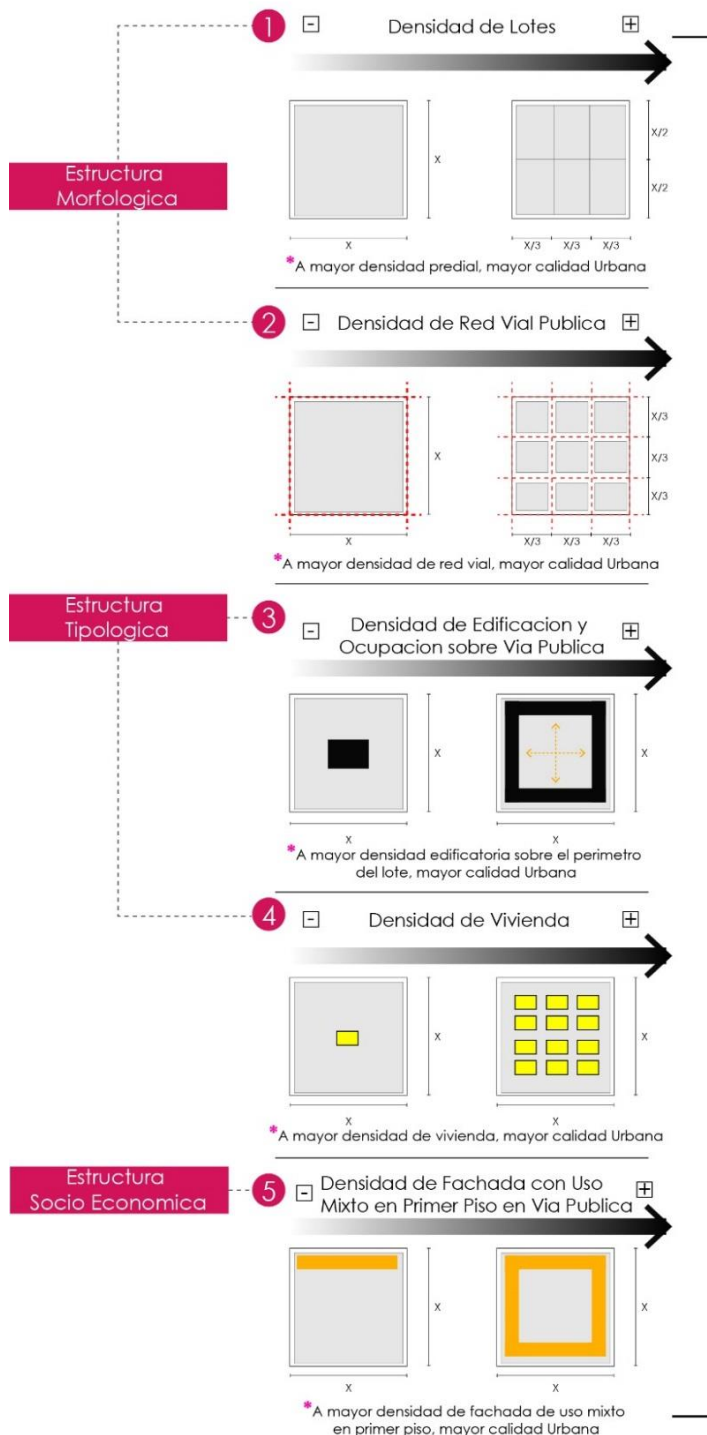 1 - Densidad de Lotes +
Estructura
Morfologica
X
X/2
X/2
X
X/3 X/3 X/3
*A mayor densidad predial, mayor calidad Urbana
2 - Densidad de Red Vial Publica +
X
X/3
X/3
X/3
X
X/3 X/3 X/3
*A mayor densidad de red vial, mayor calidad Urbana
Estructura
Tipologica
3 - Densidad de Edificacion y +
Ocupacion sobre Via Publica
X
X
X
X
*A mayor densidad edificatoria sobre el perimetro
del lote, mayor calidad Urbana
4 - Densidad de Vivienda +
X
X
X
X
*A mayor densidad de vivienda, mayor calidad Urbana
Estructura
Socio Economica
5 - Densidad de Fachada con Uso +
Mixto en Primer Piso en Via Publica
X
X
X
X
*A mayor densidad de fachada de uso mixto
en primer piso, mayor calidad Urbana